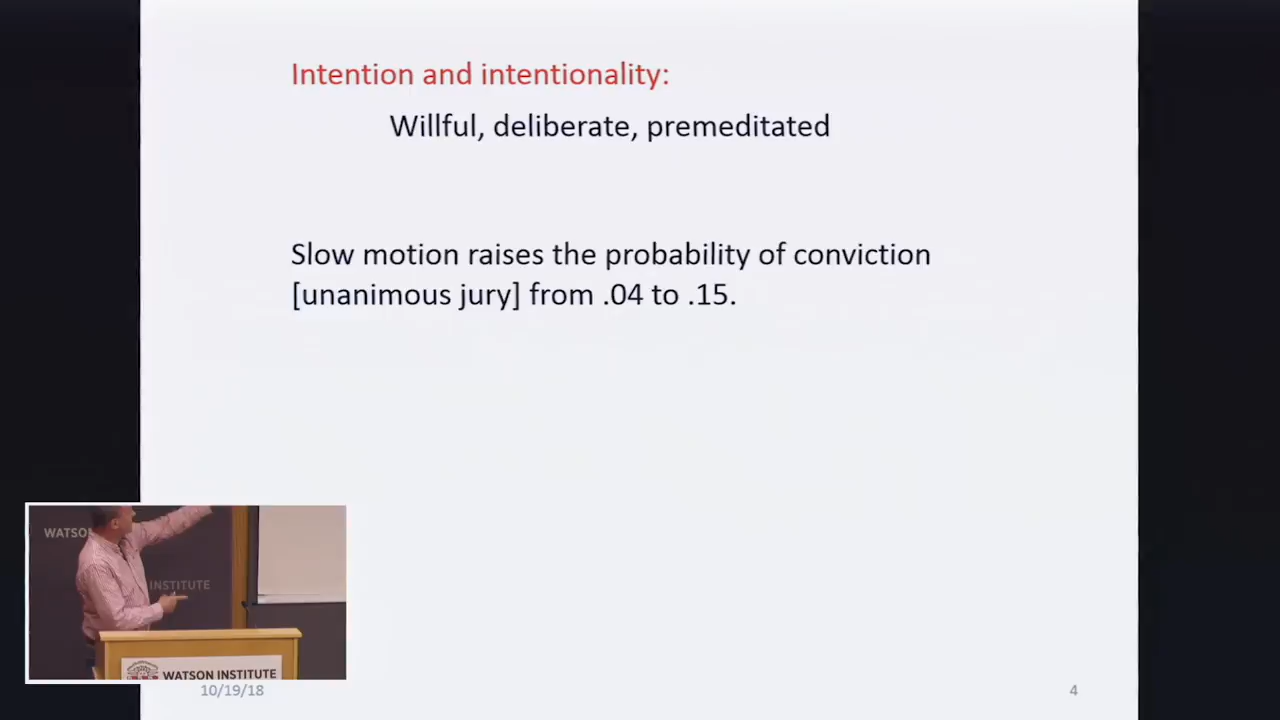 Intention and intentionality:
Willful, deliberate, premeditated
Slow motion raises the probability of conviction
[unanimous jury] from .04 to .15.
WATSON
INSTITUTE
WATSON INSTITUTE
10/19/18
4